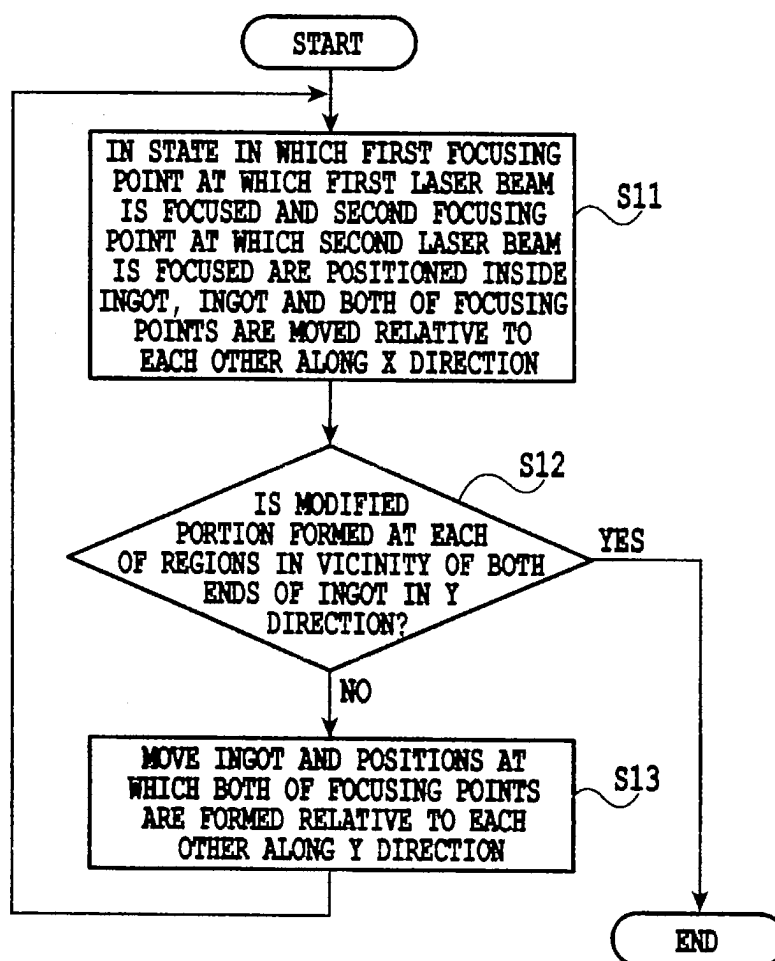 START
IN STATE IN WHICH FIRST FOCUSING
POINT AT WHICH FIRST LASER BEAM
IS FOCUSED AND SECOND FOCUSING
POINT AT WHICH SECOND LASER BEAM
IS FOCUSED ARE POSITIONED INSIDE
INGOT, INGOT AND BOTH OF FOCUSING
POINTS ARE MOVED RELATIVE TO
EACH OTHER ALONG X DIRECTION
S11
S12
IS MODIFIED
PORTION FORMED AT EACH
OF REGIONS IN VICINITY OF BOTH
ENDS OF INGOT IN Y
DIRECTION?
YES
NO
MOVE INGOT AND POSITIONS AT
WHICH BOTH OF FOCUSING POINTS
ARE FORMED RELATIVE TO EACH
OTHER ALONG Y DIRECTION
S13
END